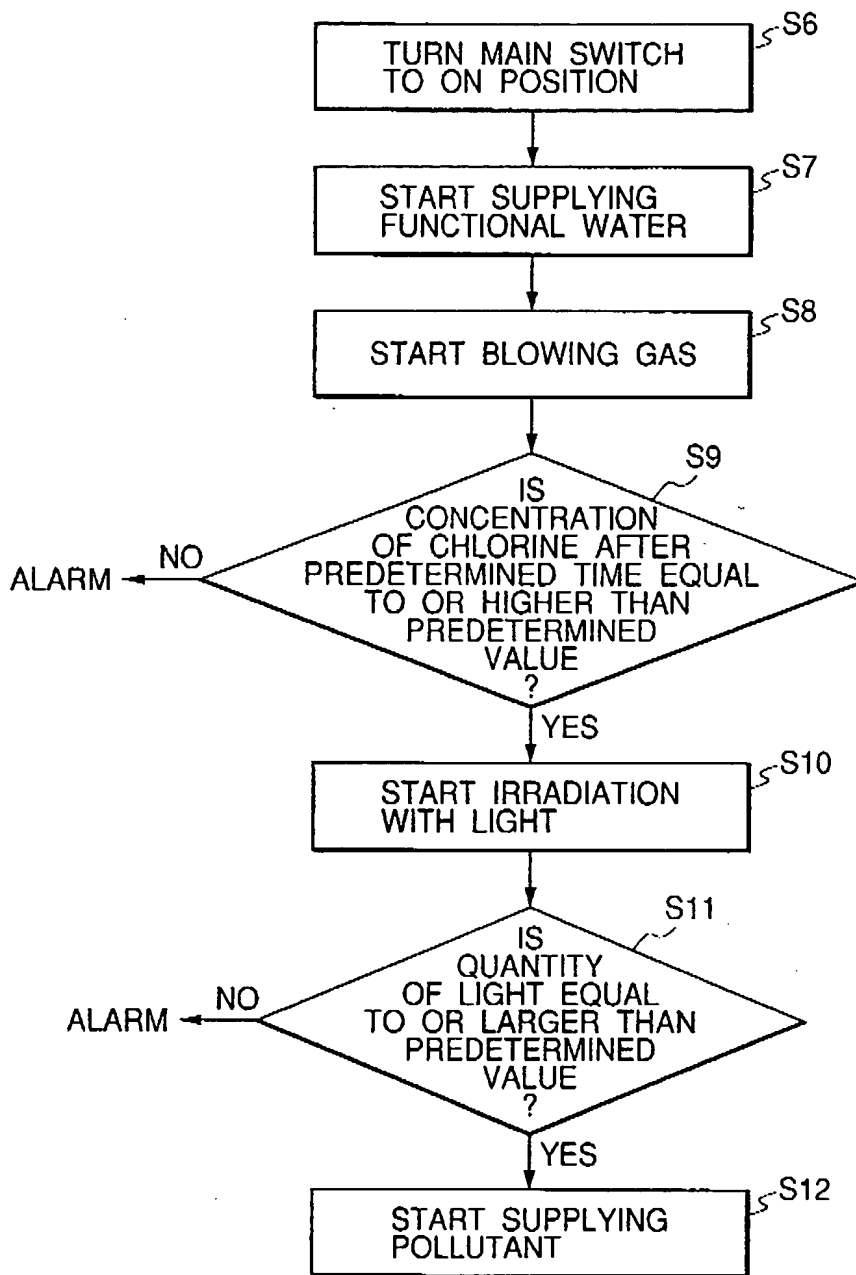 S6
TURN MAIN SWITCH
TO ON POSITION
S7
START SUPPLYING
FUNCTIONAL WATER
S8
START BLOWING GAS
S9
IS
CONCENTRATION
OF CHLORINE AFTER
PREDETERMINED TIME EQUAL
TO OR HIGHER THAN
PREDETERMINED
VALUE
?
NO
ALARM
YES
S10
START IRRADIATION
WITH LIGHT
S11
IS
QUANTITY
OF LIGHT EQUAL
TO OR LARGER THAN
PREDETERMINED
VALUE
?
NO
ALARM
YES
S12
START SUPPLYING
POLLUTANT